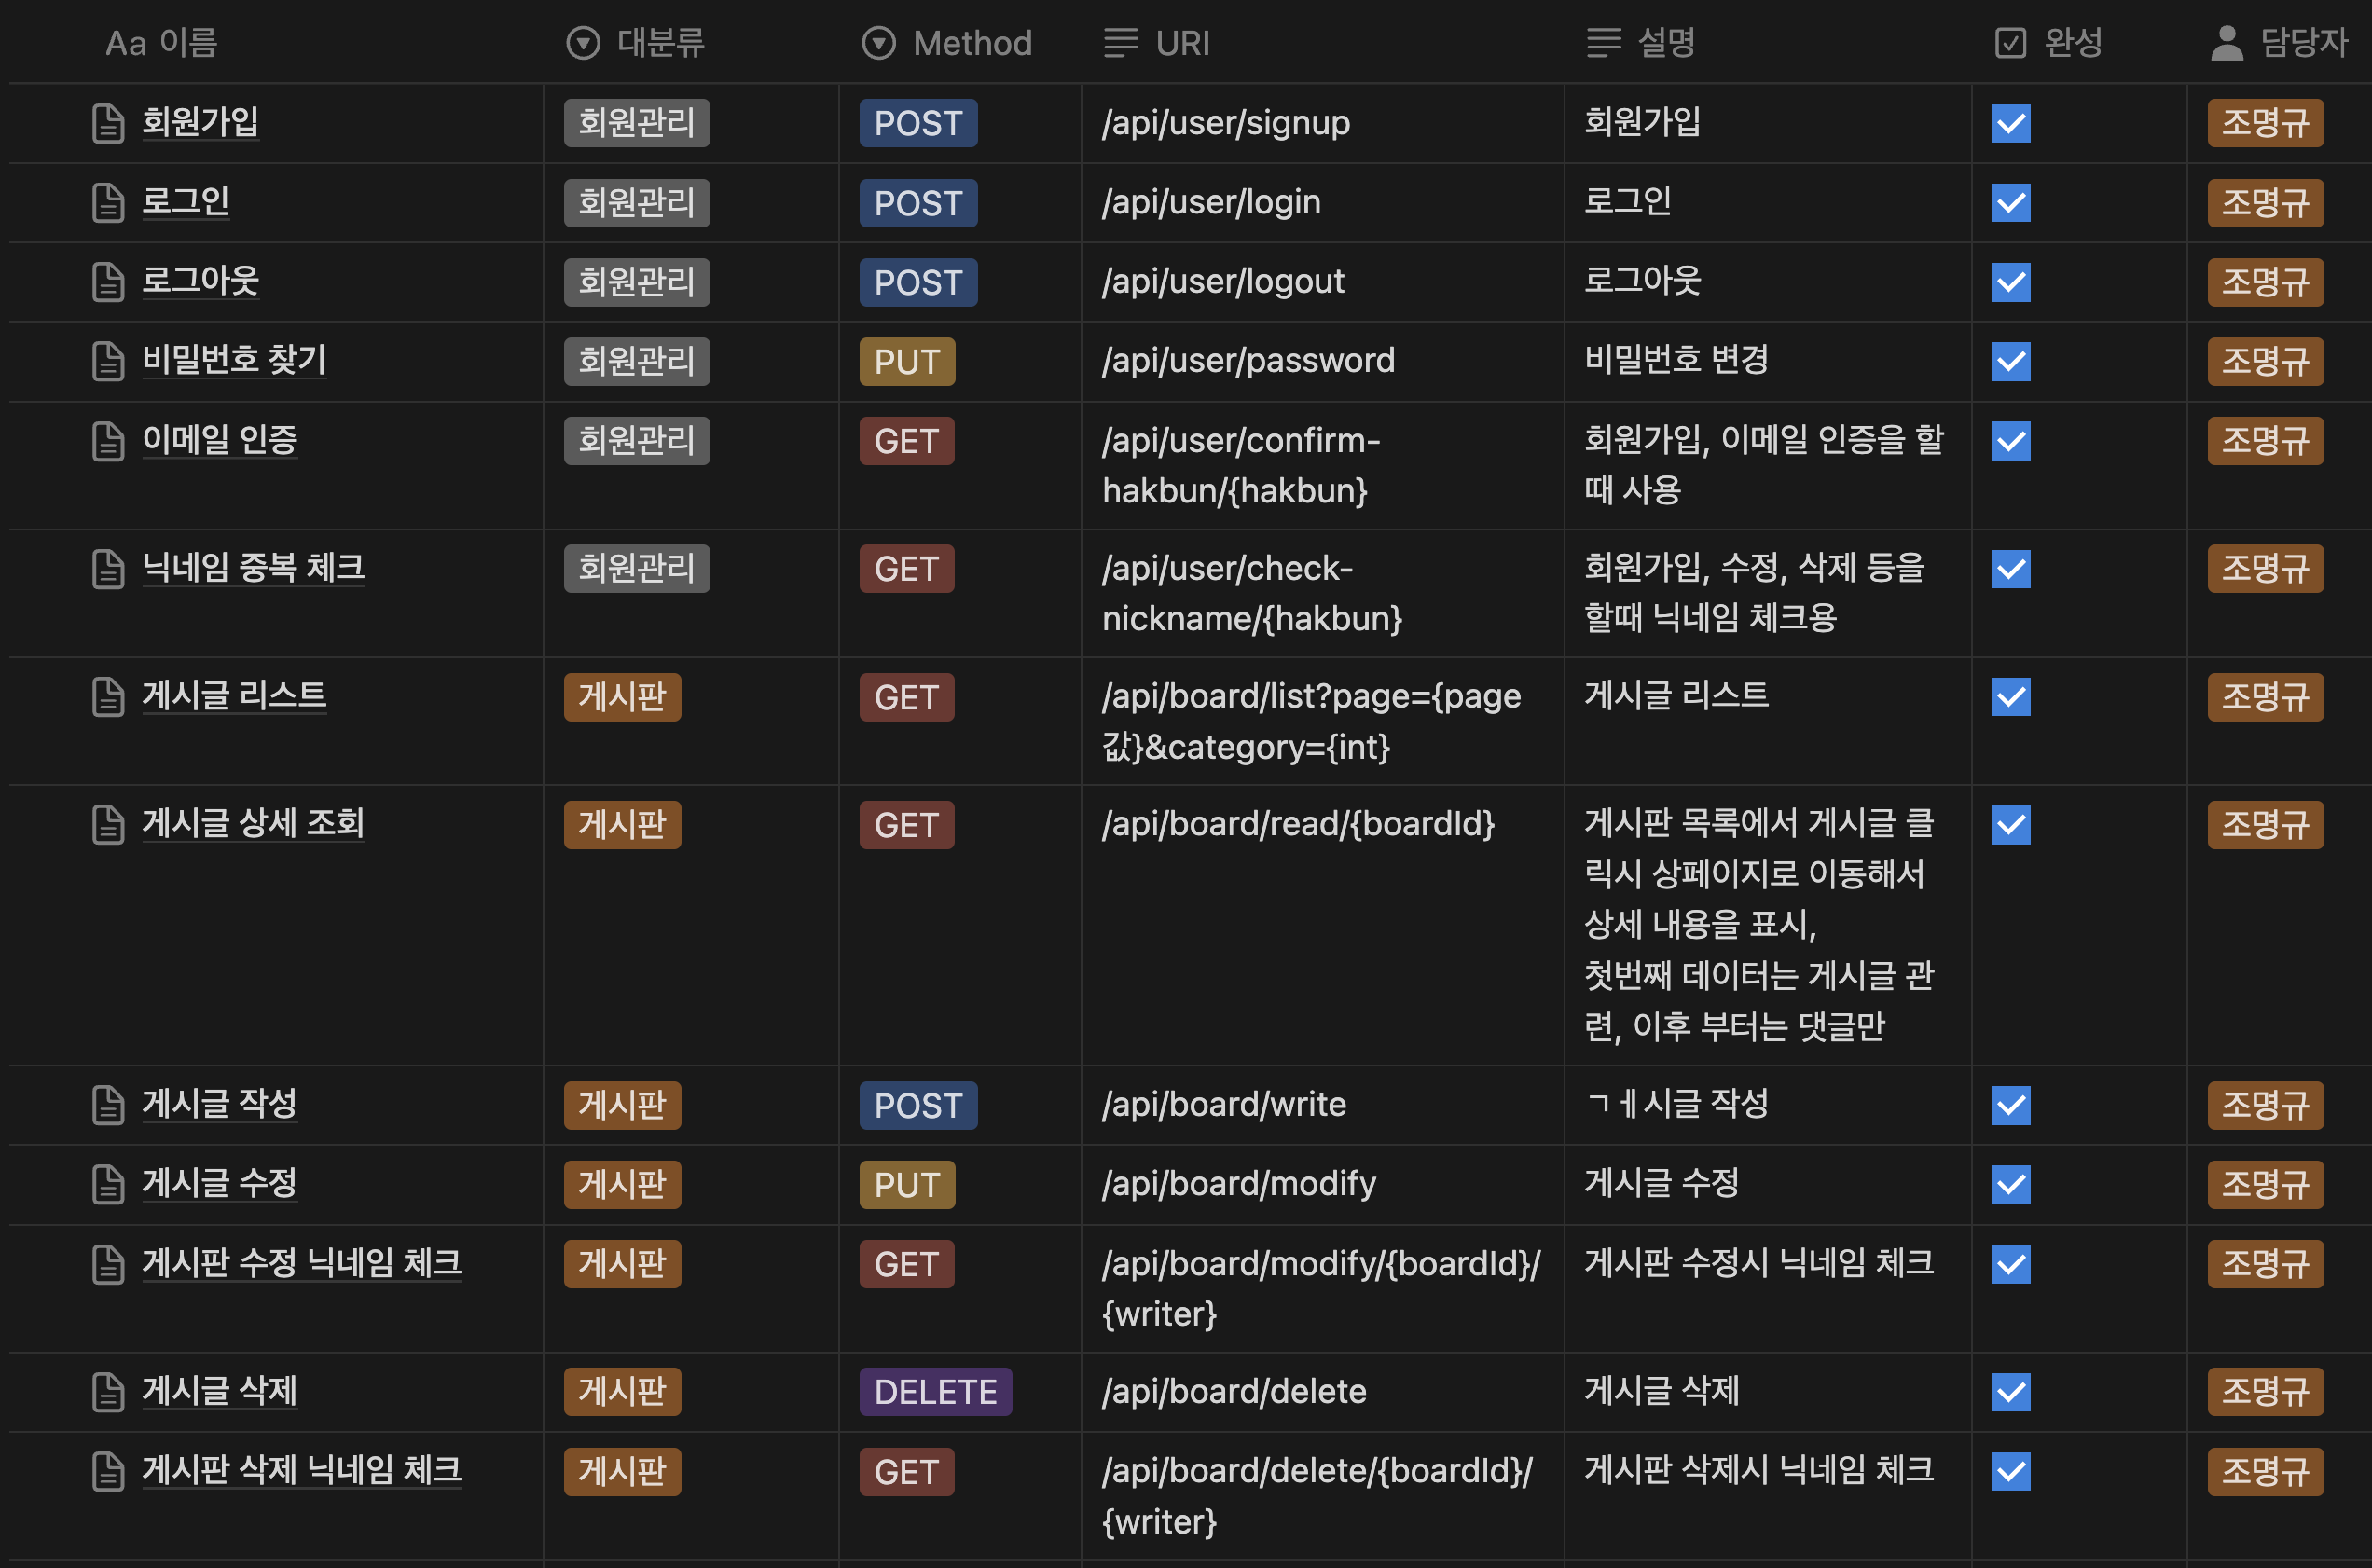 Aa 이름 대분류 Method URI 설명 완성 담당자
회원가입 회원관리 POST /api/user/signup 회원가입 조명규
로그인 회원관리 POST /api/user/login 로그인 조명규
로그아웃 회원관리 POST /api/user/logout 로그아웃 조명규
비밀번호 찾기 회원관리 PUT /api/user/password 비밀번호 변경 조명규
이메일 인증 회원관리 GET /api/user/confirm- 회원가입, 이메일 인증을 할 조명규
hakbun/{hakbun} 때 사용
닉네임 중복 체크 회원관리 GET /api/user/check- 회원가입, 수정, 삭제 등을 조명규
nickname/{hakbun} 할때 닉네임 체크용
게시글 리스트 게시판 GET /api/board/list?page={page 게시글 리스트 조명규
값}&category={int}
게시글 상세 조회 게시판 GET /api/board/read/{boardId} 게시판 목록에서 게시글 클 조명규
릭시 상페이지로 이동해서
상세 내용을 표시,
첫번째 데이터는 게시글 관
련, 이후 부터는 댓글만
게시글 작성 게시판 POST /api/board/write ㄱㅔ시글 작성 조명규
게시글 수정 게시판 PUT /api/board/modify 게시글 수정 조명규
게시판 수정 닉네임 체크 게시판 GET /api/board/modify/{boardId}/ 게시판 수정시 닉네임 체크 조명규
{writer}
게시글 삭제 게시판 DELETE /api/board/delete 게시글 삭제 조명규
게시판 삭제 닉네임 체크 게시판 GET /api/board/delete/{boardId}/ 게시판 삭제시 닉네임 체크 조명규
{writer}